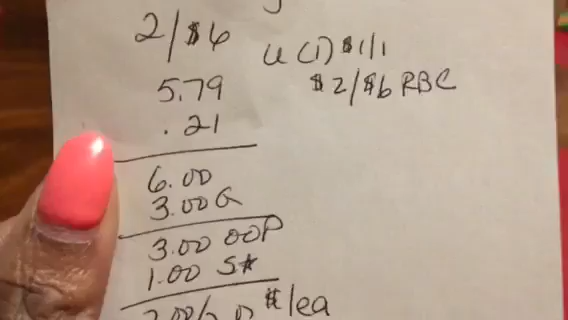 2/$6
u (1) $1/1
5.79
$2/$6 RBC
.21
6.00
3.00 G
3.00 OOP
1.00 S*
$1ea